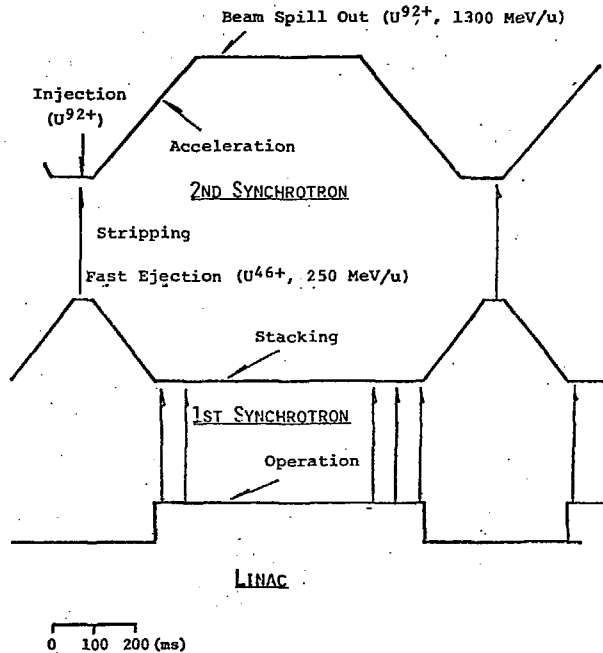 Beam Spill Out (U92+, 1300 MeV/u)
Injection
(U92+)
Acceleration
2ND SYNCHROTRON
Stripping
Fast Ejection (U46+, 250 MeV/u)
Stacking
1ST SYNCHROTRON
Operation
LINAC
0 100 200 (ms)